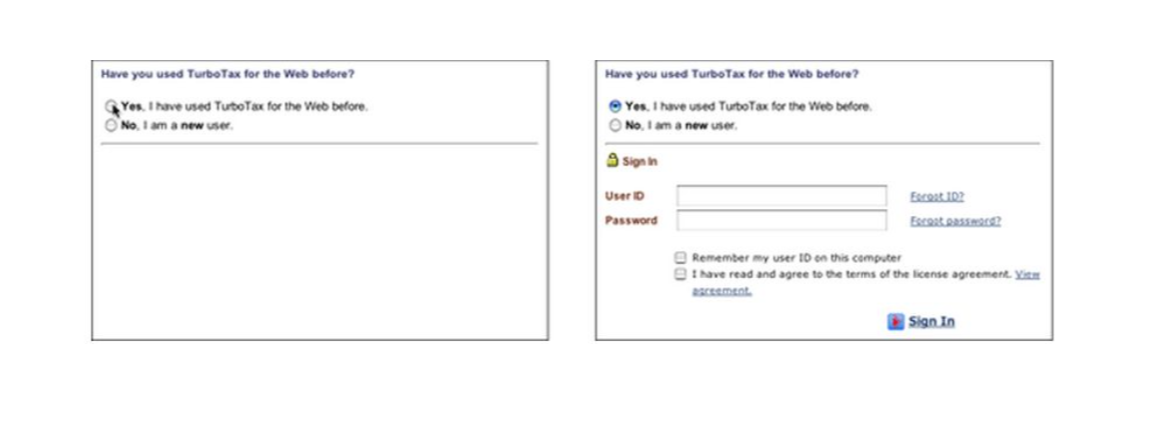 Have you used TurboTax for the Web before?
Yes, I have used TurboTax for the Web before.
No, I am a new user.
Have you used TurboTax for the Web before?
Yes, I have used TurboTax for the Web before.
No, I am a new user.
Sign In
User ID
Forgot ID?
Password
Forgot password?
Remember my user ID on this computer
I have read and agree to the terms of the license agreement. View
agreement.
Sign In